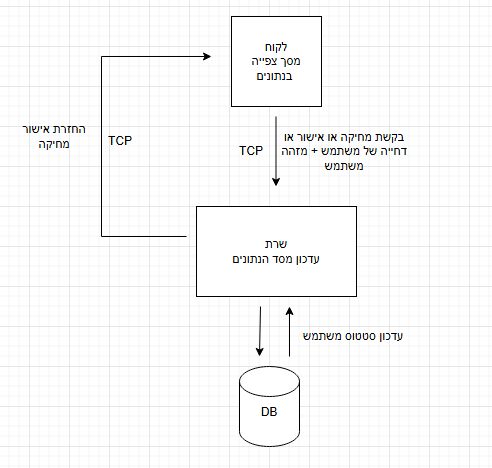 לקוח
מסך צפייה
בנתונים
החזרת אישור
מחיקה
TCP
TCP
בקשת מחיקה או אישור או
דחייה של משתמש + מזהה
משתמש
שרת
עדכון מסד הנתונים
עדכון סטטוס משתמש
DB